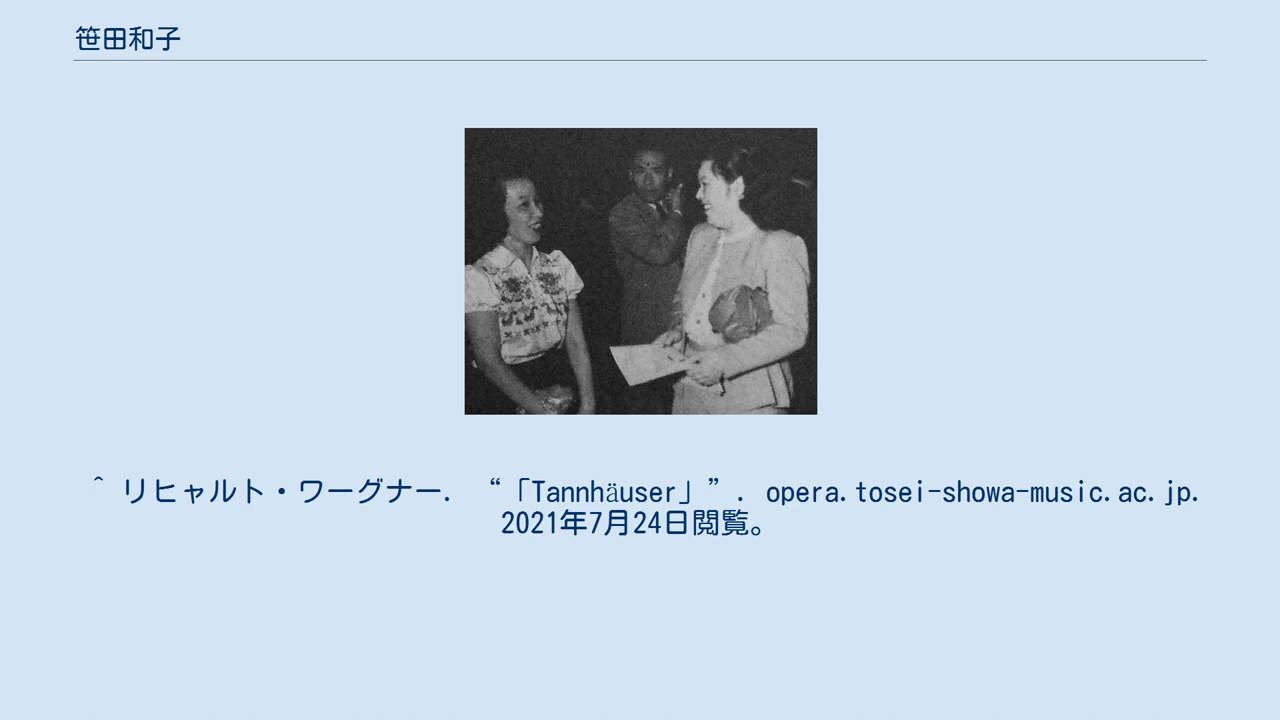 笹田和子
^ リヒャルト・ワーグナー. “「Tannhäuser」”. opera.tosei-showa-music.ac.jp.
2021年7月24日閲覧。